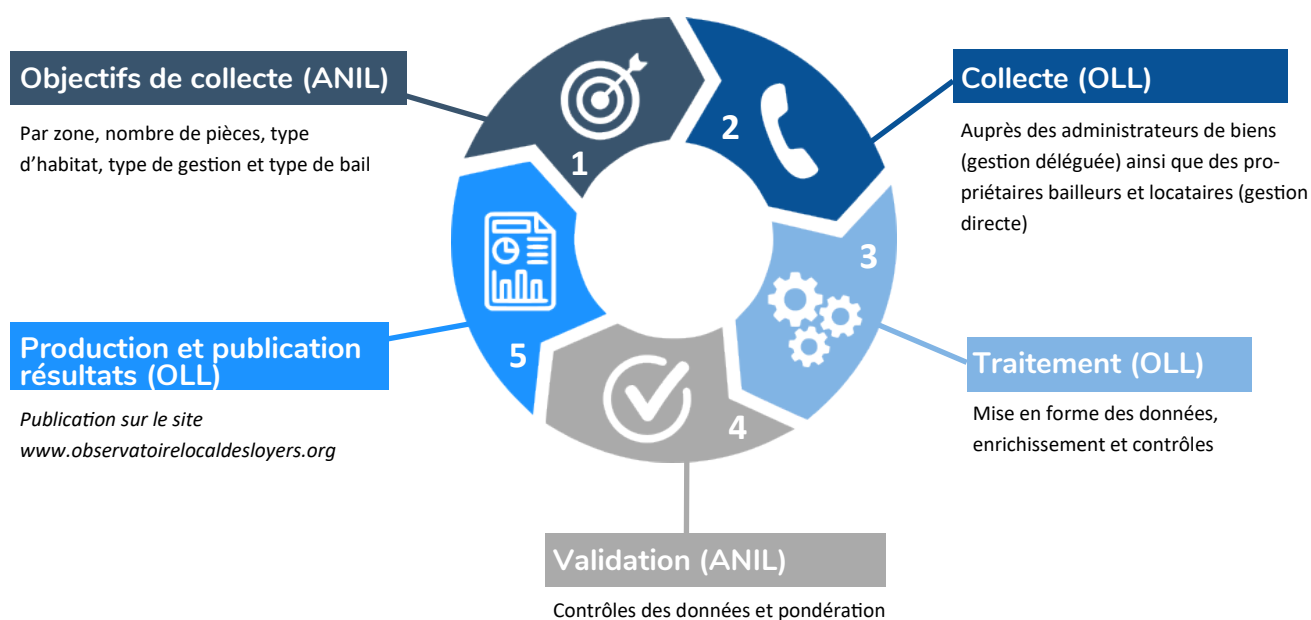 Objectifs de collecte (ANIL)
Par zone, nombre de pièces, type
d'habitat, type de gestion et type de bail
1
2
Collecte (OLL)
Auprès des administrateurs de biens
(gestion déléguée) ainsi que des pro-
priétaires bailleurs et locataires (gestion
directe)
3
Traitement (OLL)
Mise en forme des données,
enrichissement et contrôles
4
Validation (ANIL)
Contrôles des données et pondération
5
Production et publication
résultats (OLL)
Publication sur le site
www.observatoirelocaldesloyers.org